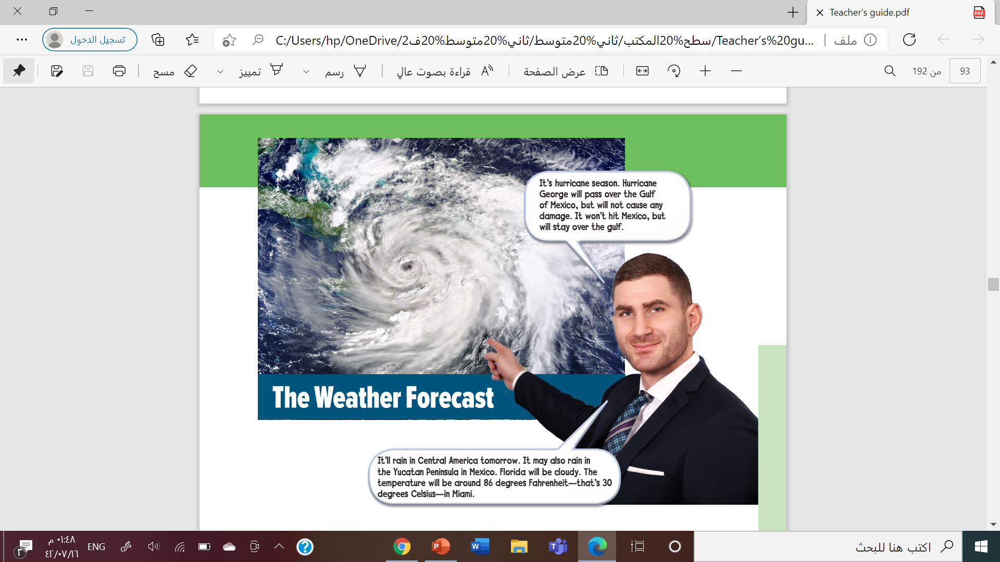 Teacher's guide.pdf
تسجيل الدخول
C:/Users/hp/OneDrive/سطح%20المكتب/ثاني%20متوسط/ثاني%20متوسط%20ف2/Teacher's%20gu...
ملف
مسح
تمييز
رسم
قراءة بصوت عالٍ
عرض الصفحة
من 192
93
It's hurricane season. Hurricane
George will pass over the Gulf
of Mexico, but will not cause any
damage. It won't hit Mexico, but
will stay over the gulf.
The Weather Forecast
It'll rain in Central America tomorrow. It may also rain in
the Yucatan Peninsula in Mexico. Florida will be cloudy. The
temperature will be around 86 degrees Fahrenheit—that's 30
degrees Celsius—in Miami.
٠١:٤٨ م
٤٢/٠٧/١٦
٣
ENG
اكتب هنا للبحث